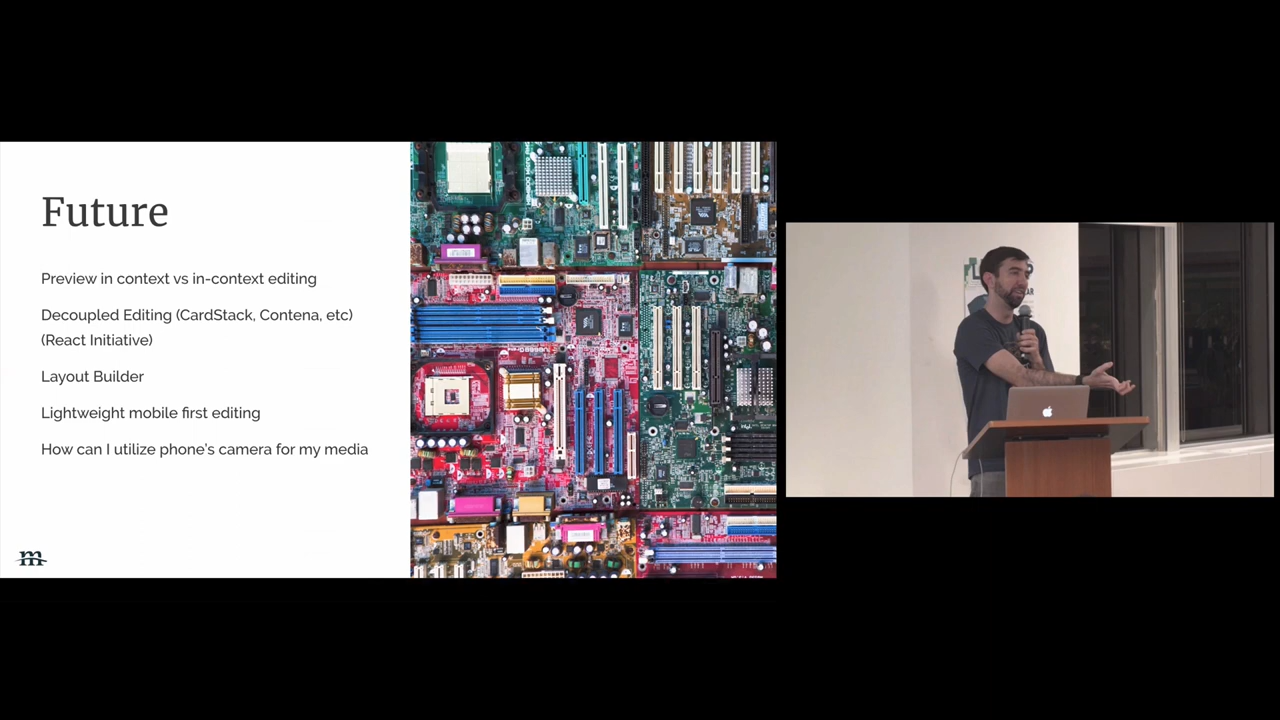 Future
Preview in context vs in-context editing
Decoupled Editing (CardStack, Contena, etc)
(React Initiative)
Layout Builder
Lightweight mobile first editing
How can I utilize phone's camera for my media
m